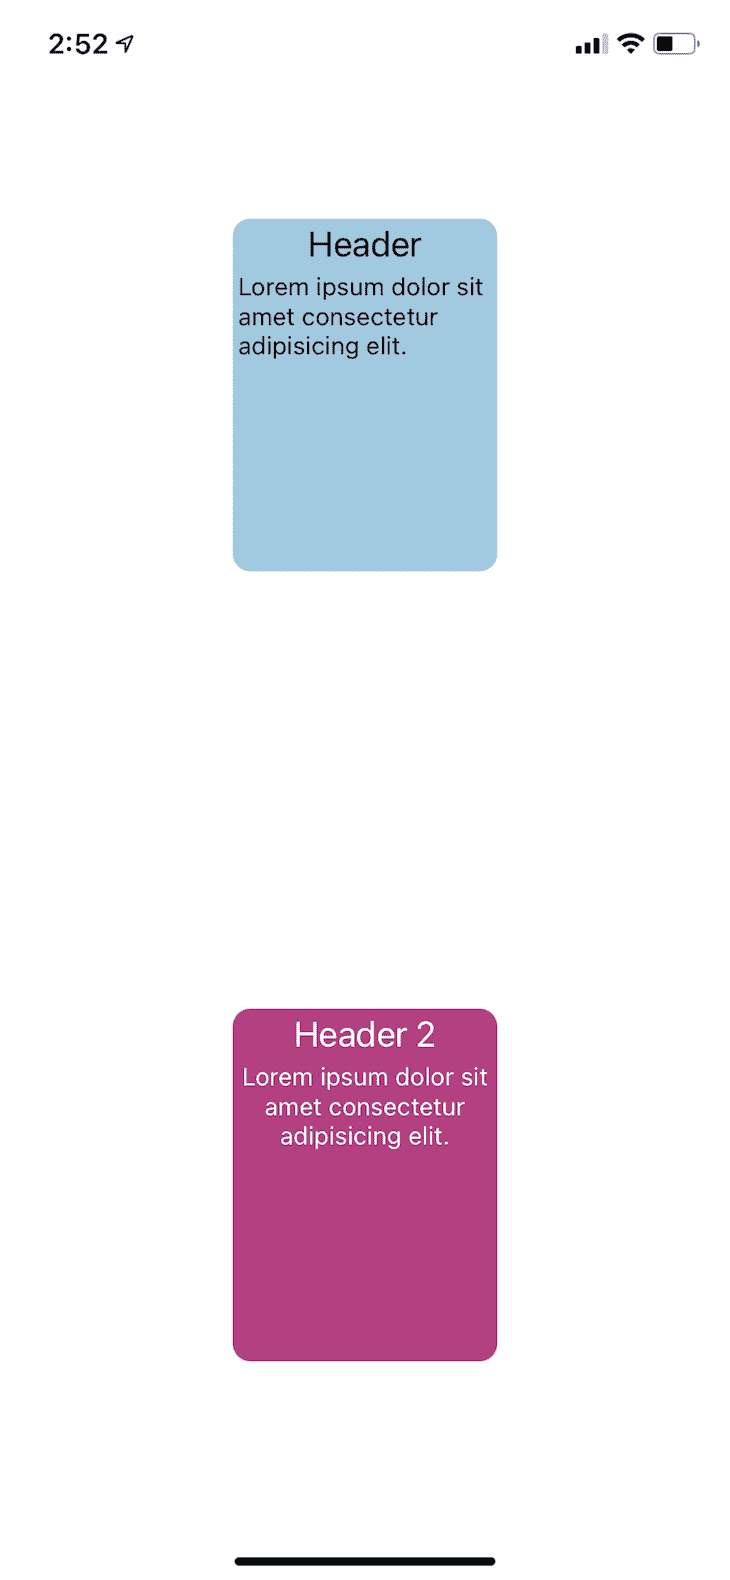 2:52
Header
Lorem ipsum dolor sit
amet consectetur
adipisicing elit.
Header 2
Lorem ipsum dolor sit
amet consectetur
adipisicing elit.